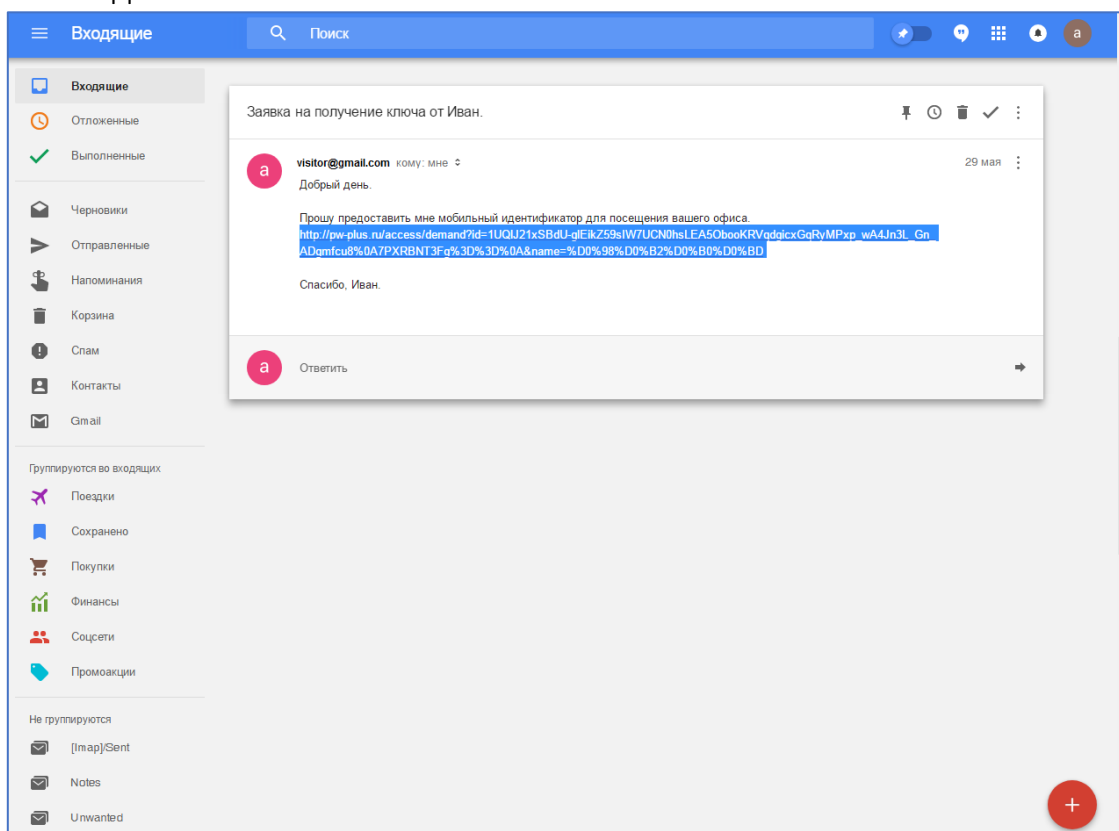 Входящие
Поиск
a
Входящие
Отложенные
Выполненные
Черновики
Отправленные
Напоминания
Корзина
Спам
Контакты
Gmail
Группируются во входящих
Поездки
Сохранено
Покупки
Финансы
Соцсети
Промоакции
Не группируются
[Imap]/Sent
Notes
Unwanted
Заявка на получение ключа от Иван.
a
visitor@gmail.com кому: мне
29 мая
Добрый день.
Прошу предоставить мне мобильный идентификатор для посещения вашего офиса.
http://pw-plus.ru/access/demand?id=1UQIJ21xSBdU-glEikZ59slW7UCN0hsLEA5ObooKRVqdgicxGqRyMPxp_wA4Jn3L_Gn_
ADgmfcu8%0A7PXRBNT3Fg%3D%3D%0A&name=%D0%98%D0%B2%D0%B0%D0%BD
Спасибо, Иван.
a
Ответить
+